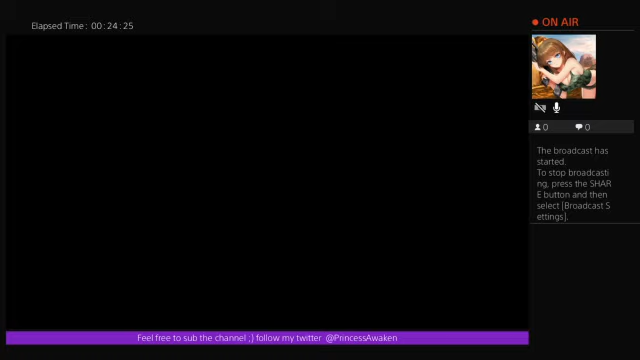 Elapsed Time: 00:24:25
ON AIR
0 0
The broadcast has
started.
To stop broadcasti
ng, press the SHAR
E button and then
select [Broadcast S
ettings].
Feel free to sub the channel ;) follow my twitter @PrincessAwaken